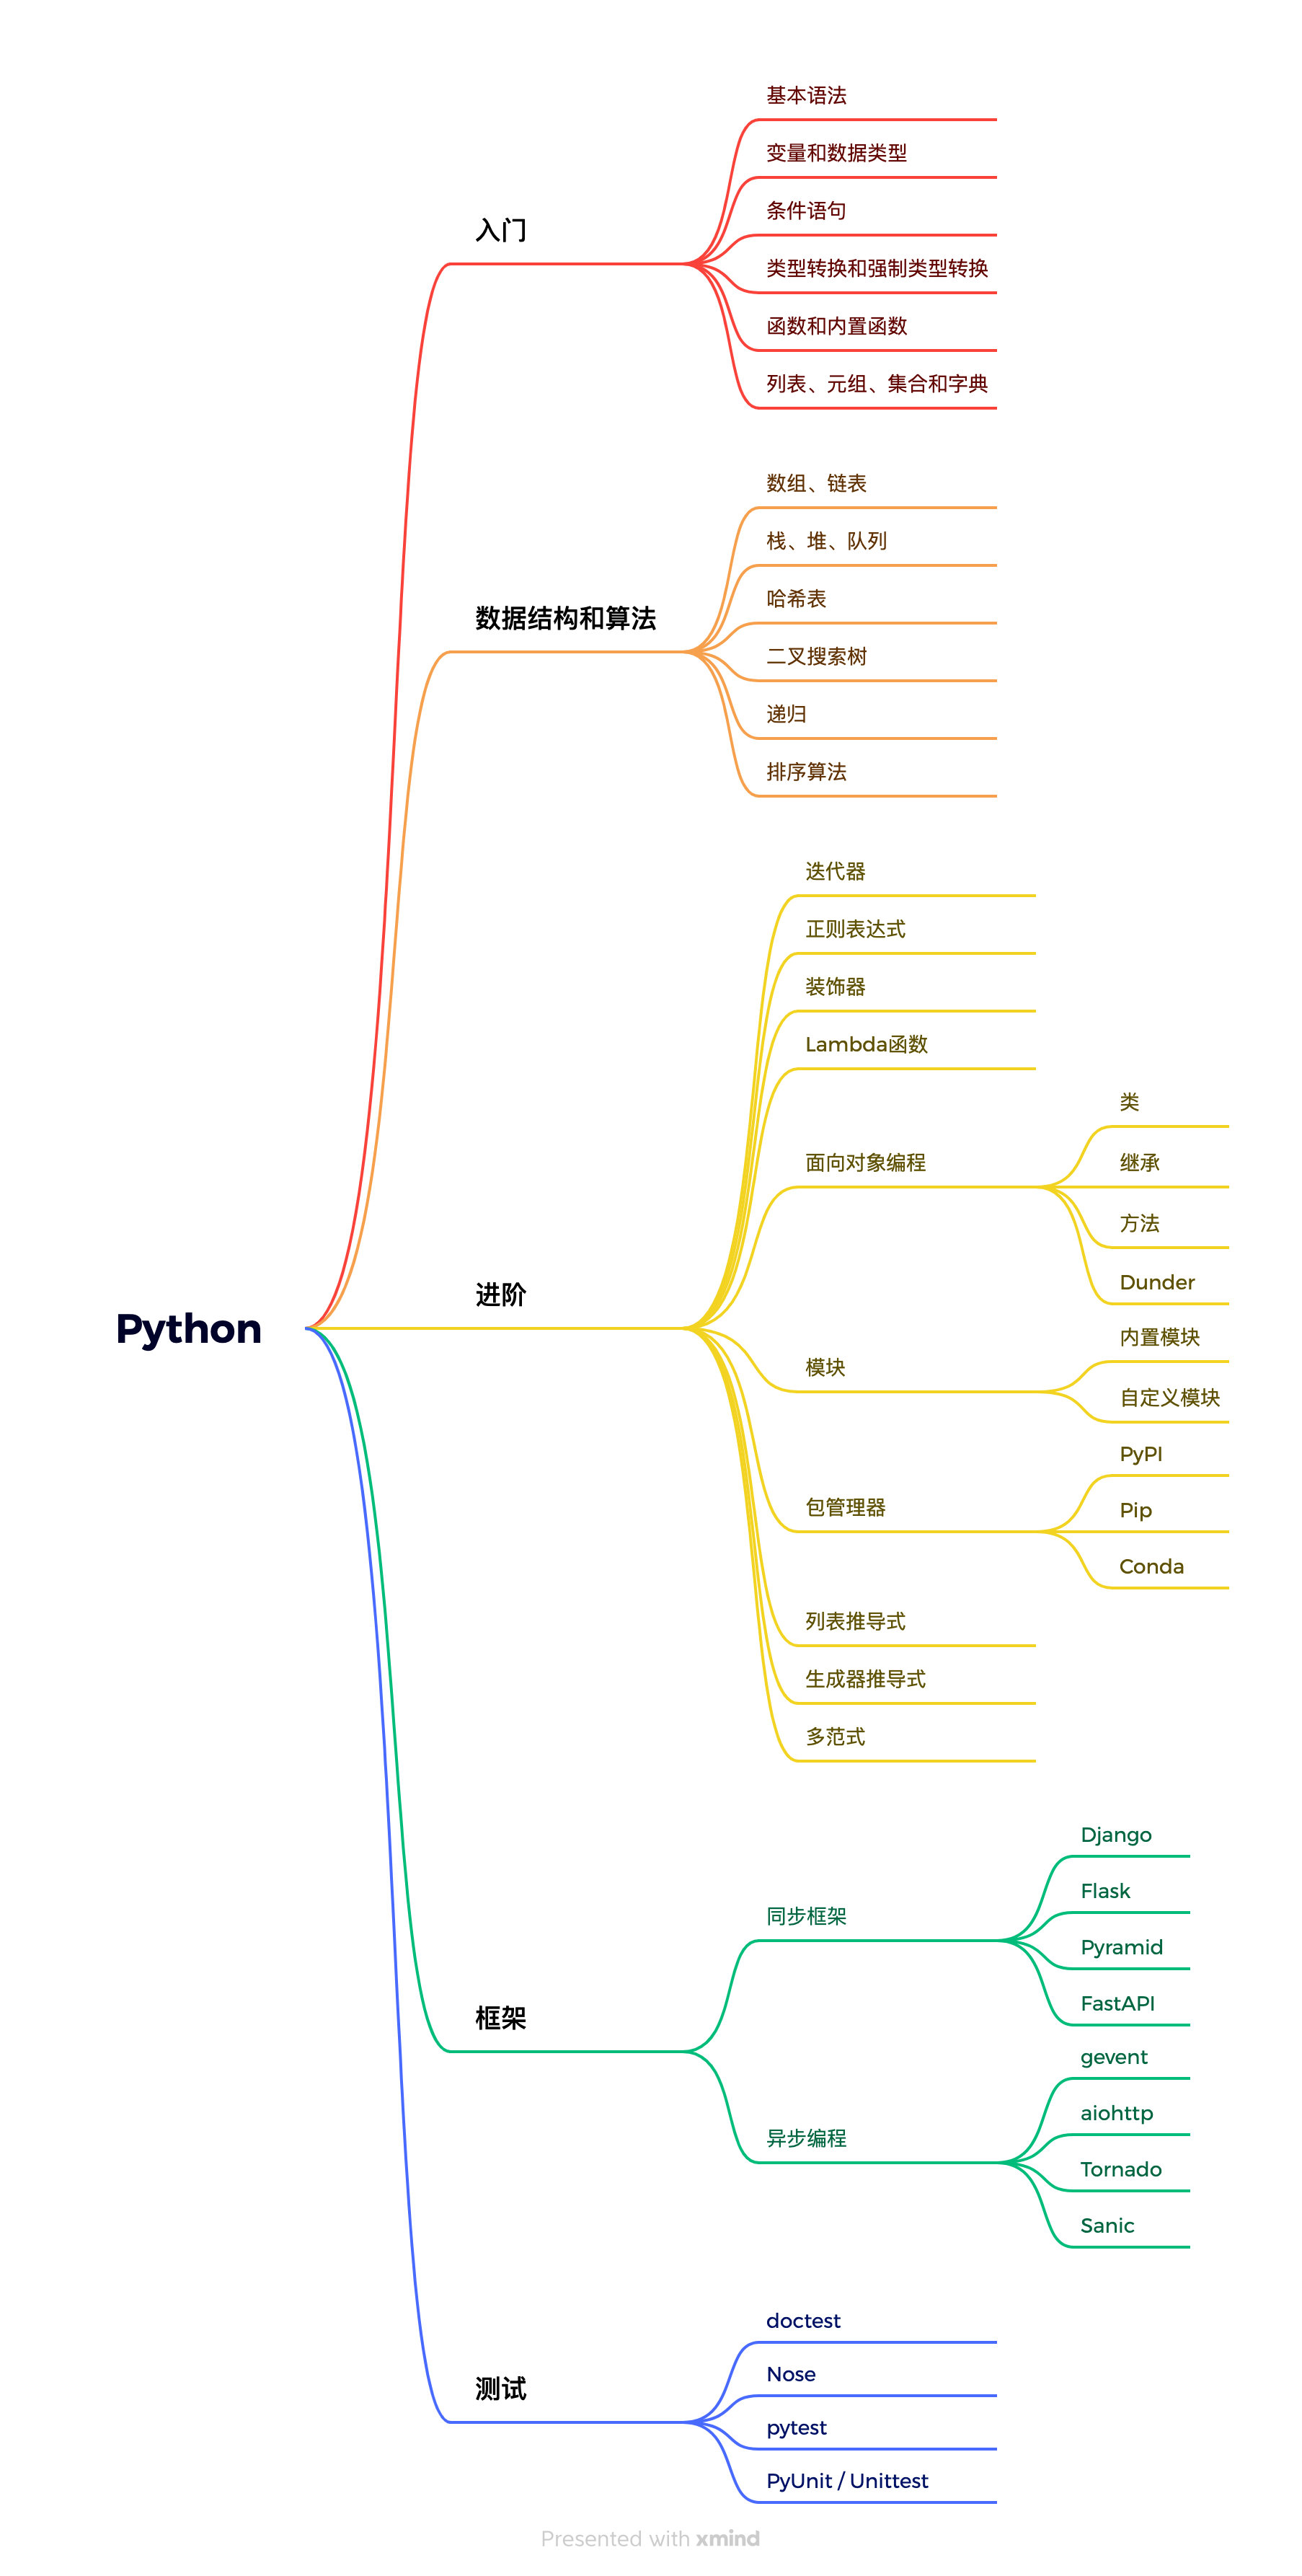 Python
入门
基本语法
变量和数据类型
条件语句
类型转换和强制类型转换
函数和内置函数
列表、元组、集合和字典
数据结构和算法
数组、链表
栈、堆、队列
哈希表
二叉搜索树
递归
排序算法
进阶
迭代器
正则表达式
装饰器
Lambda函数
面向对象编程
类
继承
方法
Dunder
模块
内置模块
自定义模块
包管理器
PyPI
Pip
Conda
列表推导式
生成器推导式
多范式
框架
同步框架
Django
Flask
Pyramid
FastAPI
异步编程
gevent
aiohttp
Tornado
Sanic
测试
doctest
Nose
pytest
PyUnit / Unittest
Presented with xmind